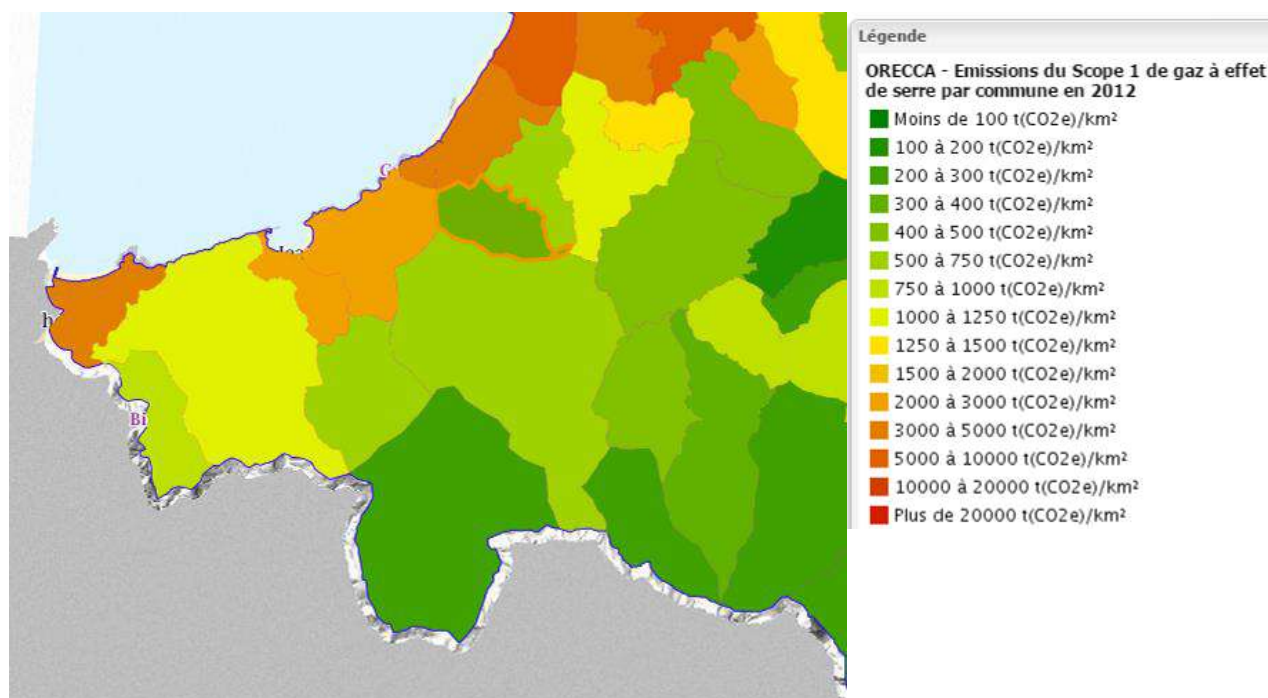 Légende
ORECCA - Emissions du Scope 1 de gaz à effet
de serre par commune en 2012
Moins de 100 t(CO2e)/km²
100 à 200 t(CO2e)/km²
200 à 300 t(CO2e)/km²
300 à 400 t(CO2e)/km²
400 à 500 t(CO2e)/km²
500 à 750 t(CO2e)/km²
750 à 1000 t(CO2e)/km²
1000 à 1250 t(CO2e)/km²
1250 à 1500 t(CO2e)/km²
1500 à 2000 t(CO2e)/km²
2000 à 3000 t(CO2e)/km²
3000 à 5000 t(CO2e)/km²
5000 à 10000 t(CO2e)/km²
10000 à 20000 t(CO2e)/km²
Plus de 20000 t(CO2e)/km²
h
Bi